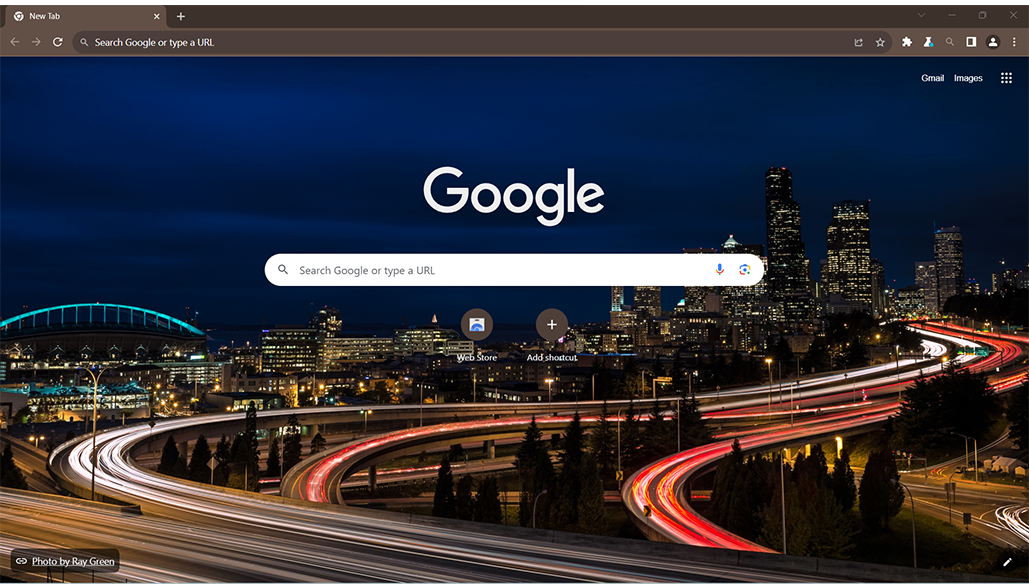 New Tab
Search Google or type a URL
Gmail Images
Google
Search Google or type a URL
Web Store Add shortcut
Photo by Ray Green